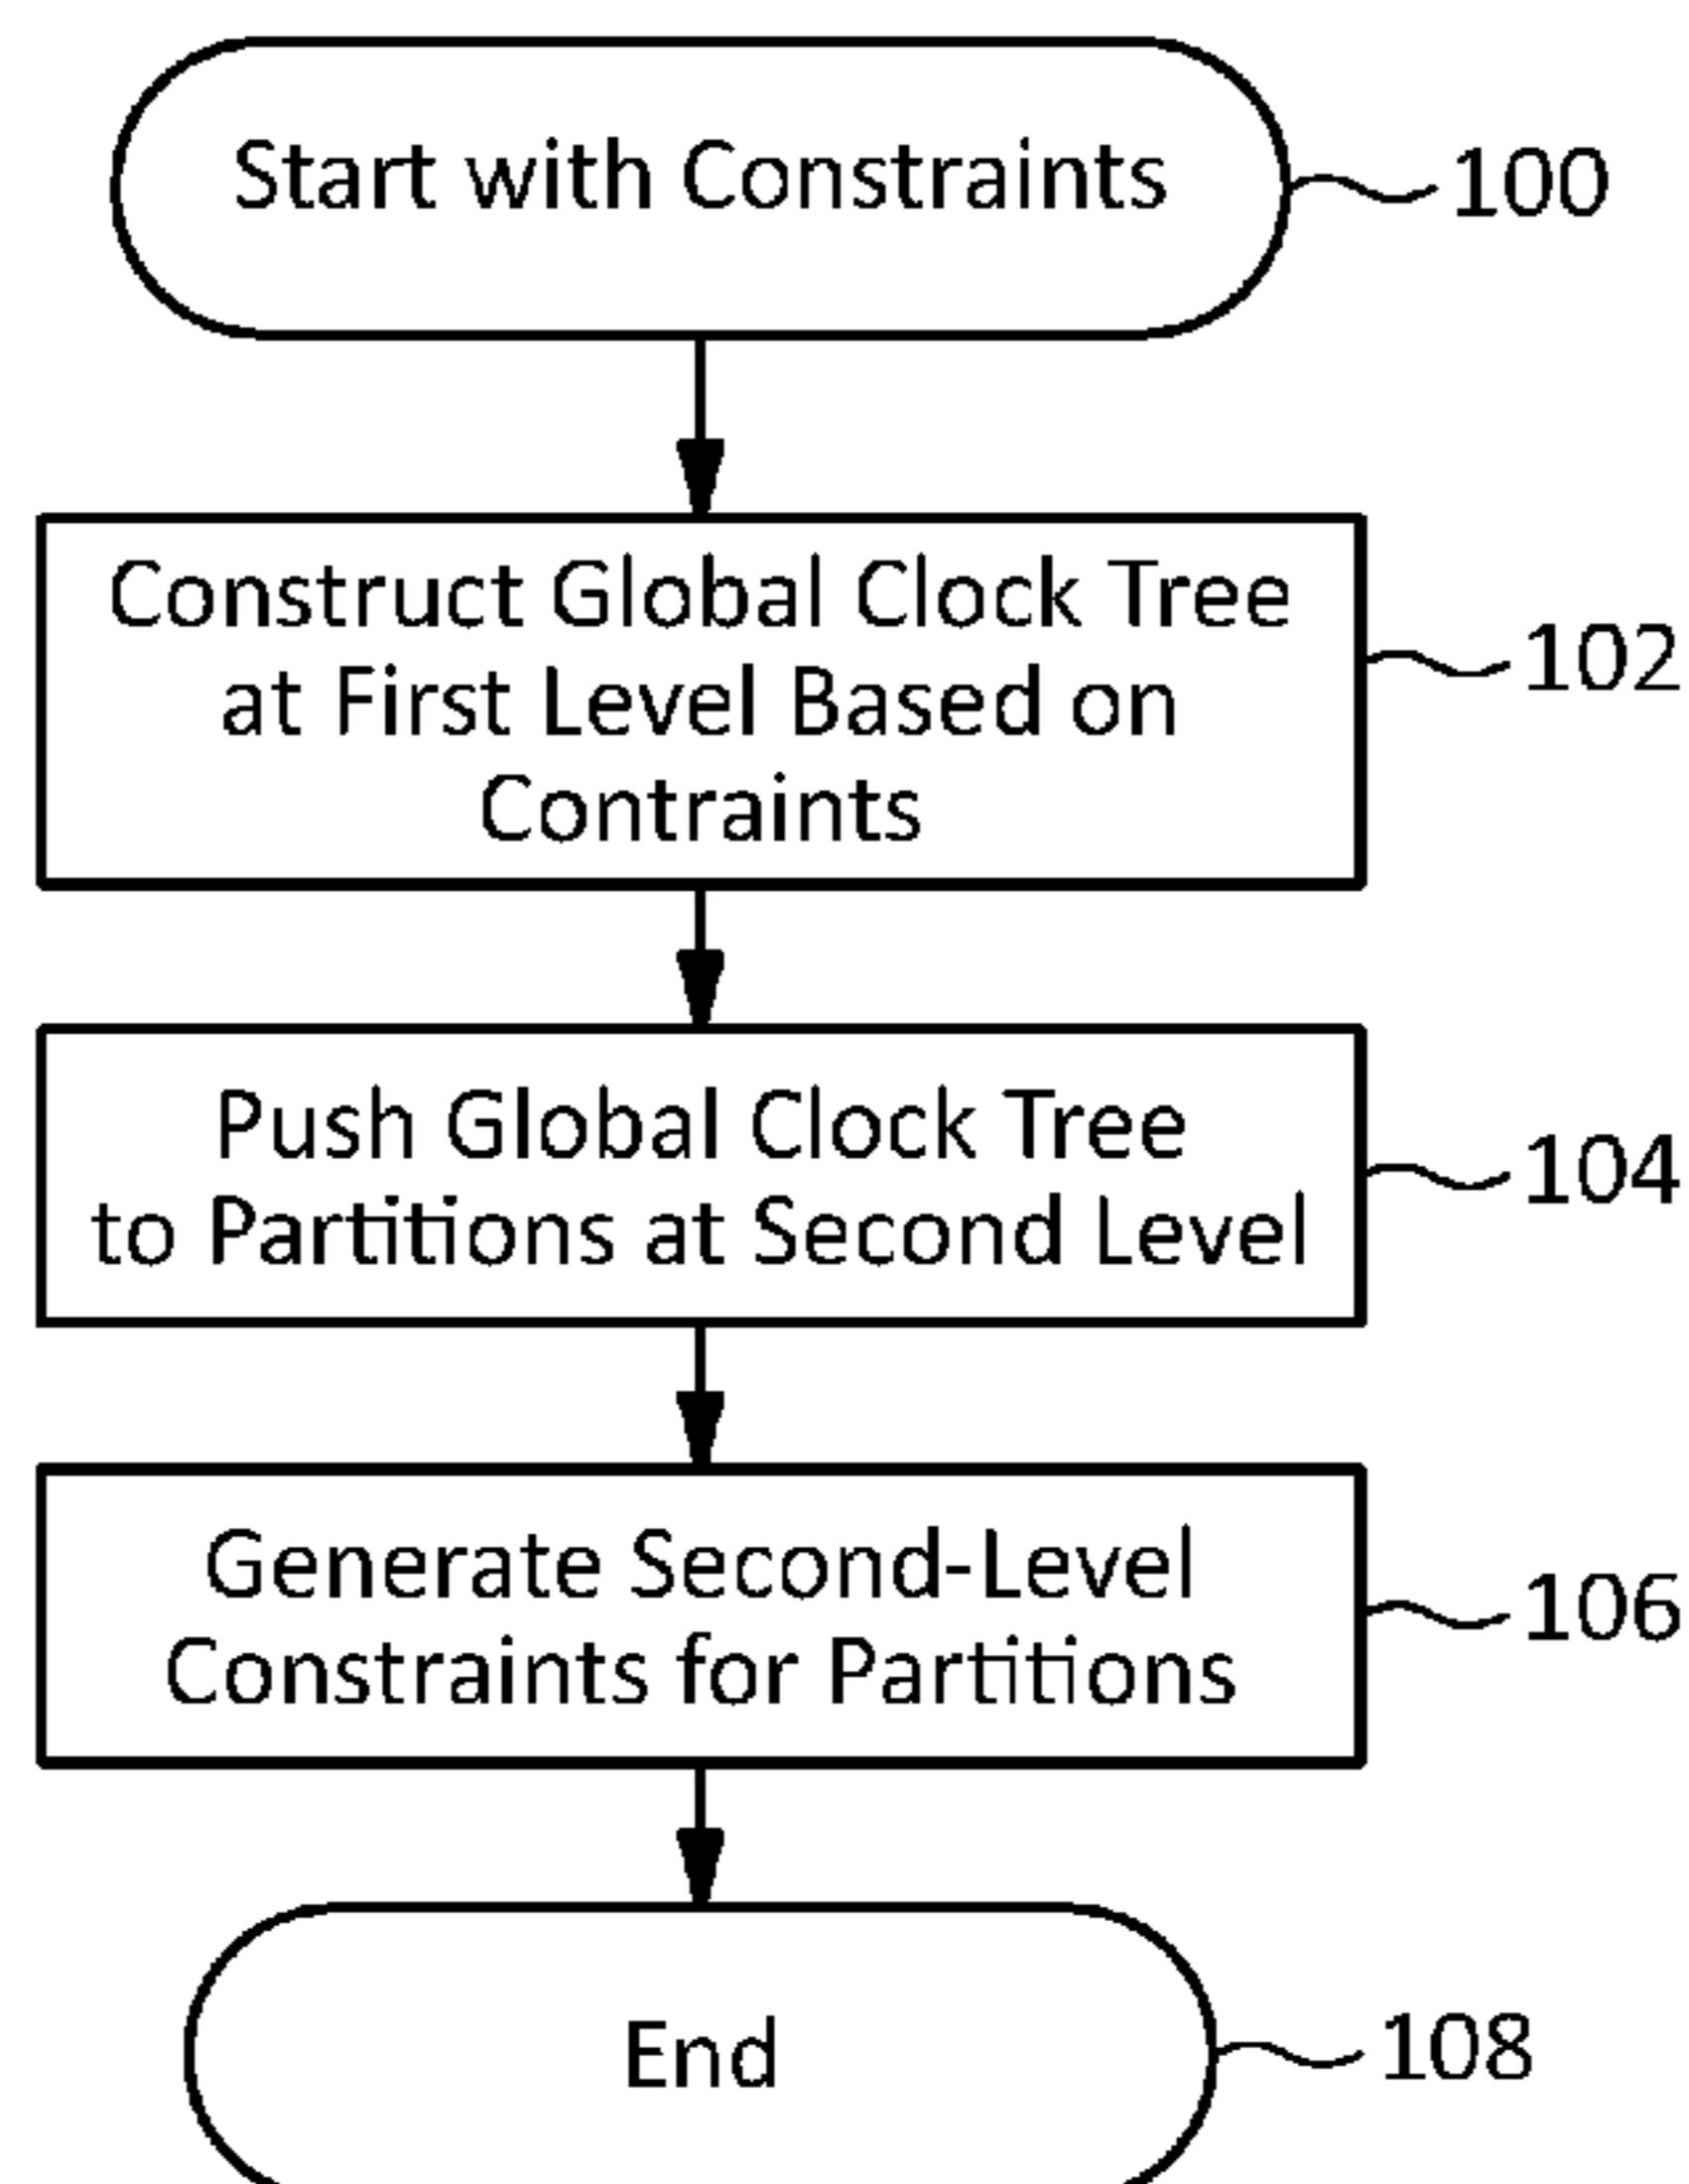 Start with Constraints
100
Construct Global Clock Tree
at First Level Based on
Contraints
102
Push Global Clock Tree
to Partitions at Second Level
104
Generate Second-Level
Constraints for Partitions
106
End
108